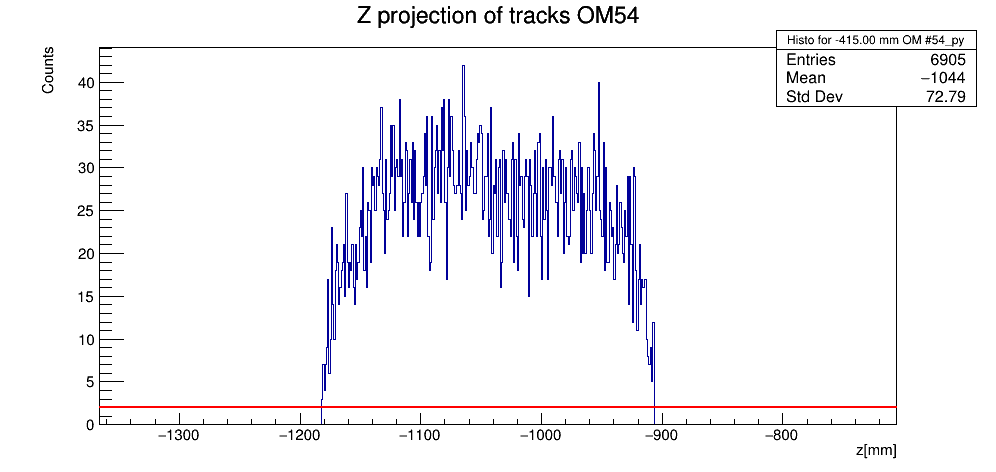 Z projection of tracks OM54
Histo for -415.00 mm OM #54_py
Entries 6905
Mean −1044
Std Dev 72.79
Counts
40
35
30
25
20
15
10
5
0
−1300 −1200 −1100 −1000 −900 −800
z[mm]